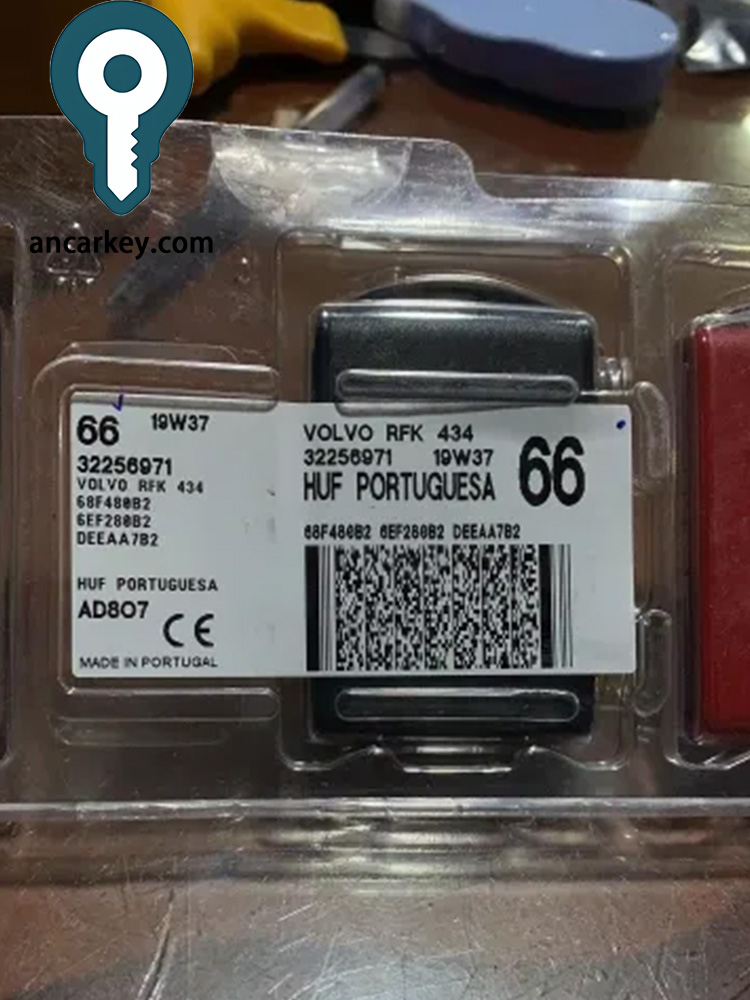 ancarkey.com
66 19W37
32256971
VOLVO RFK 434
68F480B2
6EF280B2
DEEAA7B2
HUF PORTUGUESA
AD8O7
CE
MADE IN PORTUGAL
VOLVO RFK 434
32256971 19W37
HUF PORTUGUESA 66
68F480B2 6EF280B2 DEEAA7B2